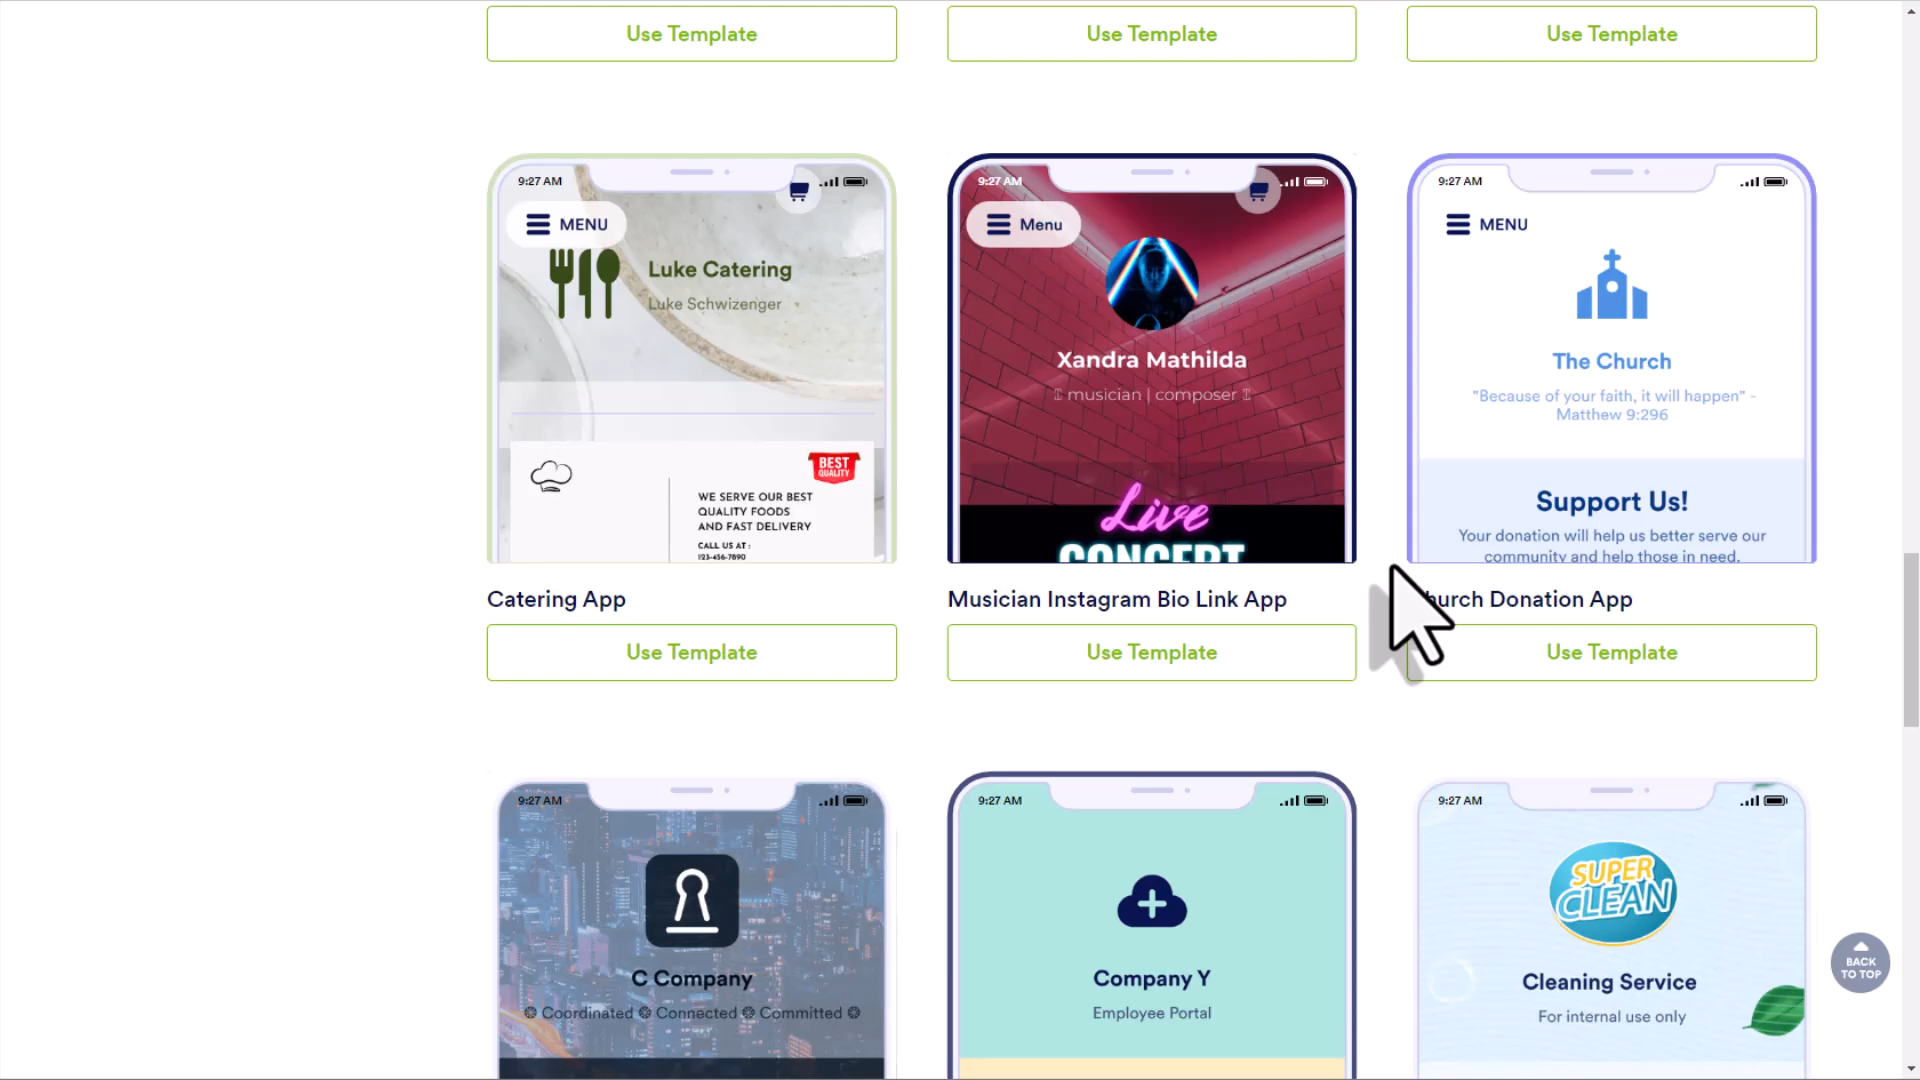 Use Template
Use Template
Use Template
9:27 AM
MENU
Luke Catering
Luke Schwizenger
BEST
QUALITY
WE SERVE OUR BEST
QUALITY FOODS
AND FAST DELIVERY
CALL US AT :
123-456-7890
9:27 AM
Menu
Xandra Mathilda
musician | composer
Live
CONCERT
9:27 AM
MENU
The Church
"Because of your faith, it will happen" -
Matthew 9:296
Support Us!
Your donation will help us better serve our
community and help those in need.
Catering App
Musician Instagram Bio Link App
hurch Donation App
Use Template
Use Template
Use Template
9:27 AM
C Company
Coordinated Connected Committed
9:27 AM
Company Y
Employee Portal
9:27 AM
SUPER
CLEAN
Cleaning Service
For internal use only
BACK
TO TOP